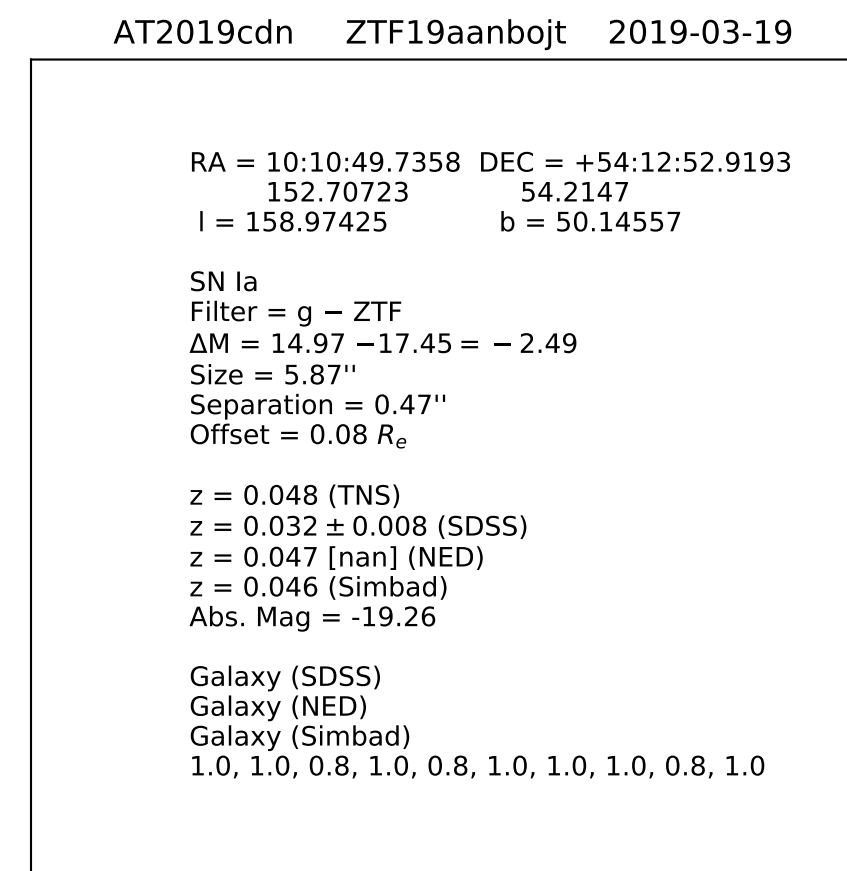 AT2019cdn ZTF19aanbojt 2019-03-19
RA = 10:10:49.7358 DEC = +54:12:52.9193
152.70723 54.2147
l = 158.97425 b = 50.14557
SN Ia
Filter = g − ZTF
ΔM = 14.97 −17.45 = − 2.49
Size = 5.87''
Separation = 0.47''
Offset = 0.08 Rₑ
z = 0.048 (TNS)
z = 0.032 ± 0.008 (SDSS)
z = 0.047 [nan] (NED)
z = 0.046 (Simbad)
Abs. Mag = -19.26
Galaxy (SDSS)
Galaxy (NED)
Galaxy (Simbad)
1.0, 1.0, 0.8, 1.0, 0.8, 1.0, 1.0, 1.0, 0.8, 1.0